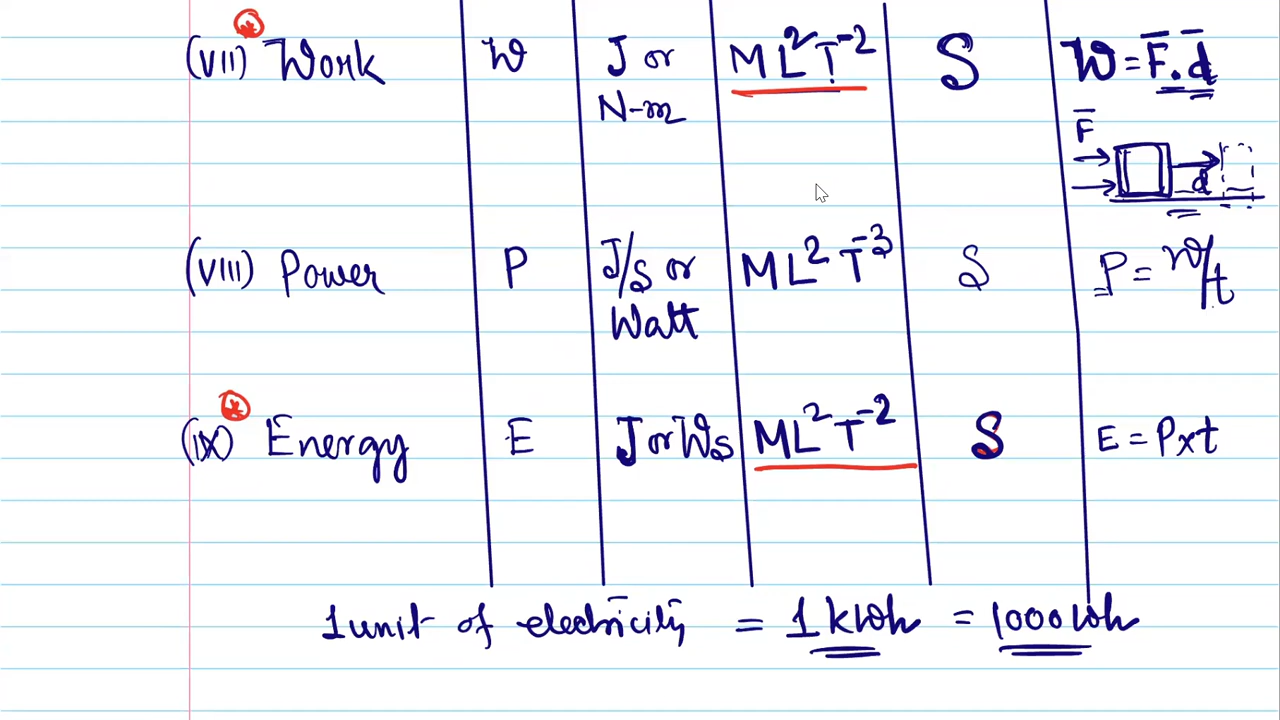 (VII) Work W J or ML²T⁻² S W̅ = F̅.d̅
N-m
F̅
d
(VIII) Power P J/s or ML²T⁻³ S P = W/t
Watt
(IX) Energy E J or Ws ML²T⁻² S E = Pxt
1 unit of electricity = 1 kWh = 1000 Wh